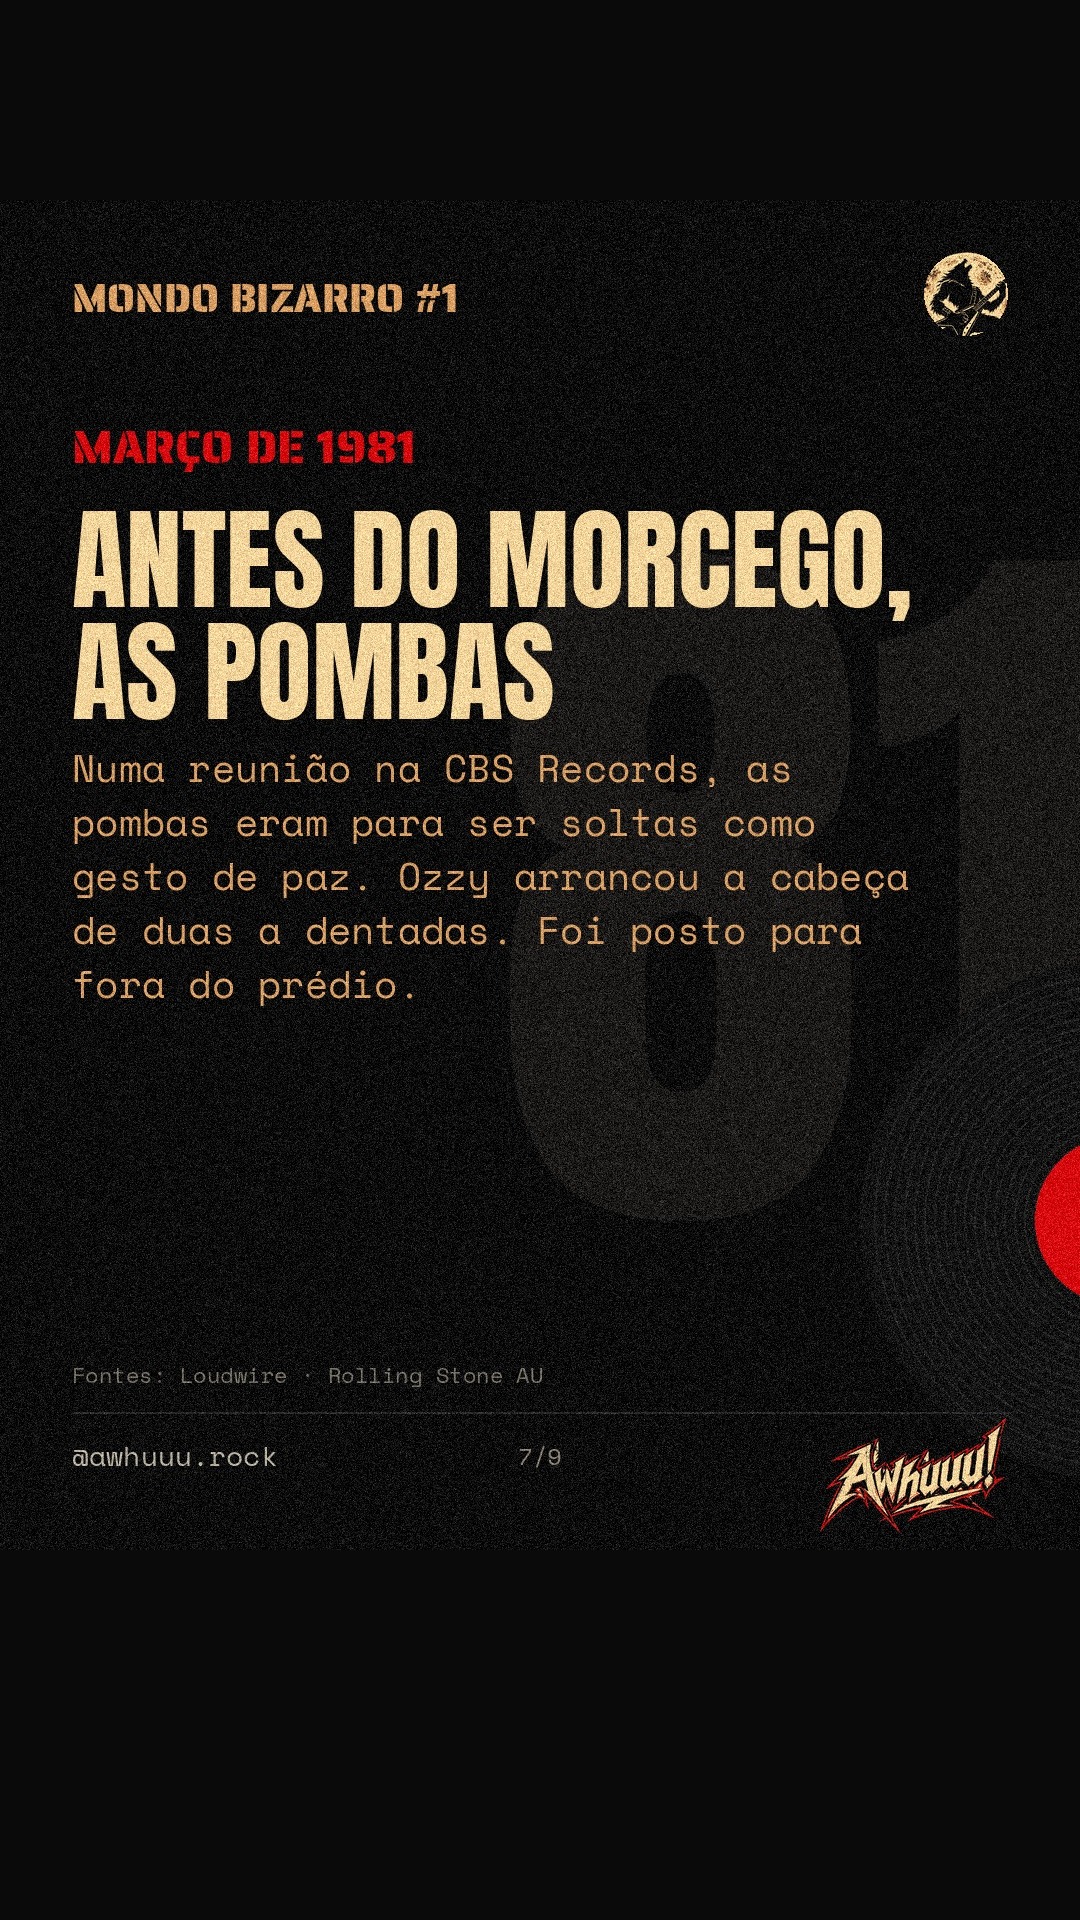 MONDO BIZARRO #1
MARÇO DE 1981
ANTES DO MORCEGO,
AS POMBAS
Numa reunião na CBS Records, as
pombas eram para ser soltas como
gesto de paz. Ozzy arrancou a cabeça
de duas a dentadas. Foi posto para
fora do prédio.
81
Fontes: Loudwire · Rolling Stone AU
@awhuuu.rock
7/9
Awhuuu!